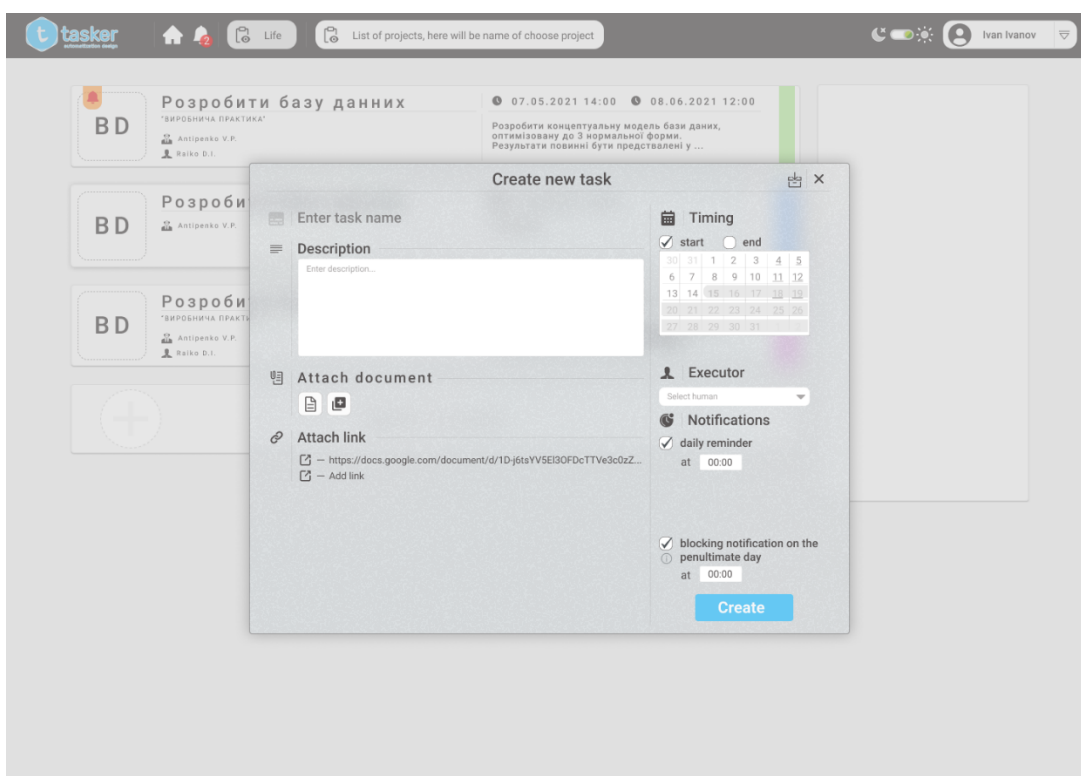 tasker
automatization design
2
Life
List of projects, here will be name of choose project
Ivan Ivanov
BD
Розробити базу данних
"ВИРОБНИЧА ПРАКТИКА"
Antipenko V.P.
Raiko D.I.
07.05.2021 14:00 08.06.2021 12:00
Розробити концептуальну модель бази даних,
оптимізовану до 3 нормальної форми.
Результати повинні бути предствалені у ...
BD
Розроби
Antipenko V.P.
BD
Розроби
"ВИРОБНИЧА ПРАКТИ
Antipenko V.P.
Raiko D.I.
Create new task
Enter task name
Description
Enter description...
Attach document
Attach link
— https://docs.google.com/document/d/1D-j6tsYV5El3OFDcTTVe3c0zZ...
— Add link
Timing
start end
30 31 1 2 3 4 5
6 7 8 9 10 11 12
13 14 15 16 17 18 19
20 21 22 23 24 25 26
27 28 29 30 31
Executor
Select human
Notifications
daily reminder
at 00:00
blocking notification on the
penultimate day
at 00:00
Create